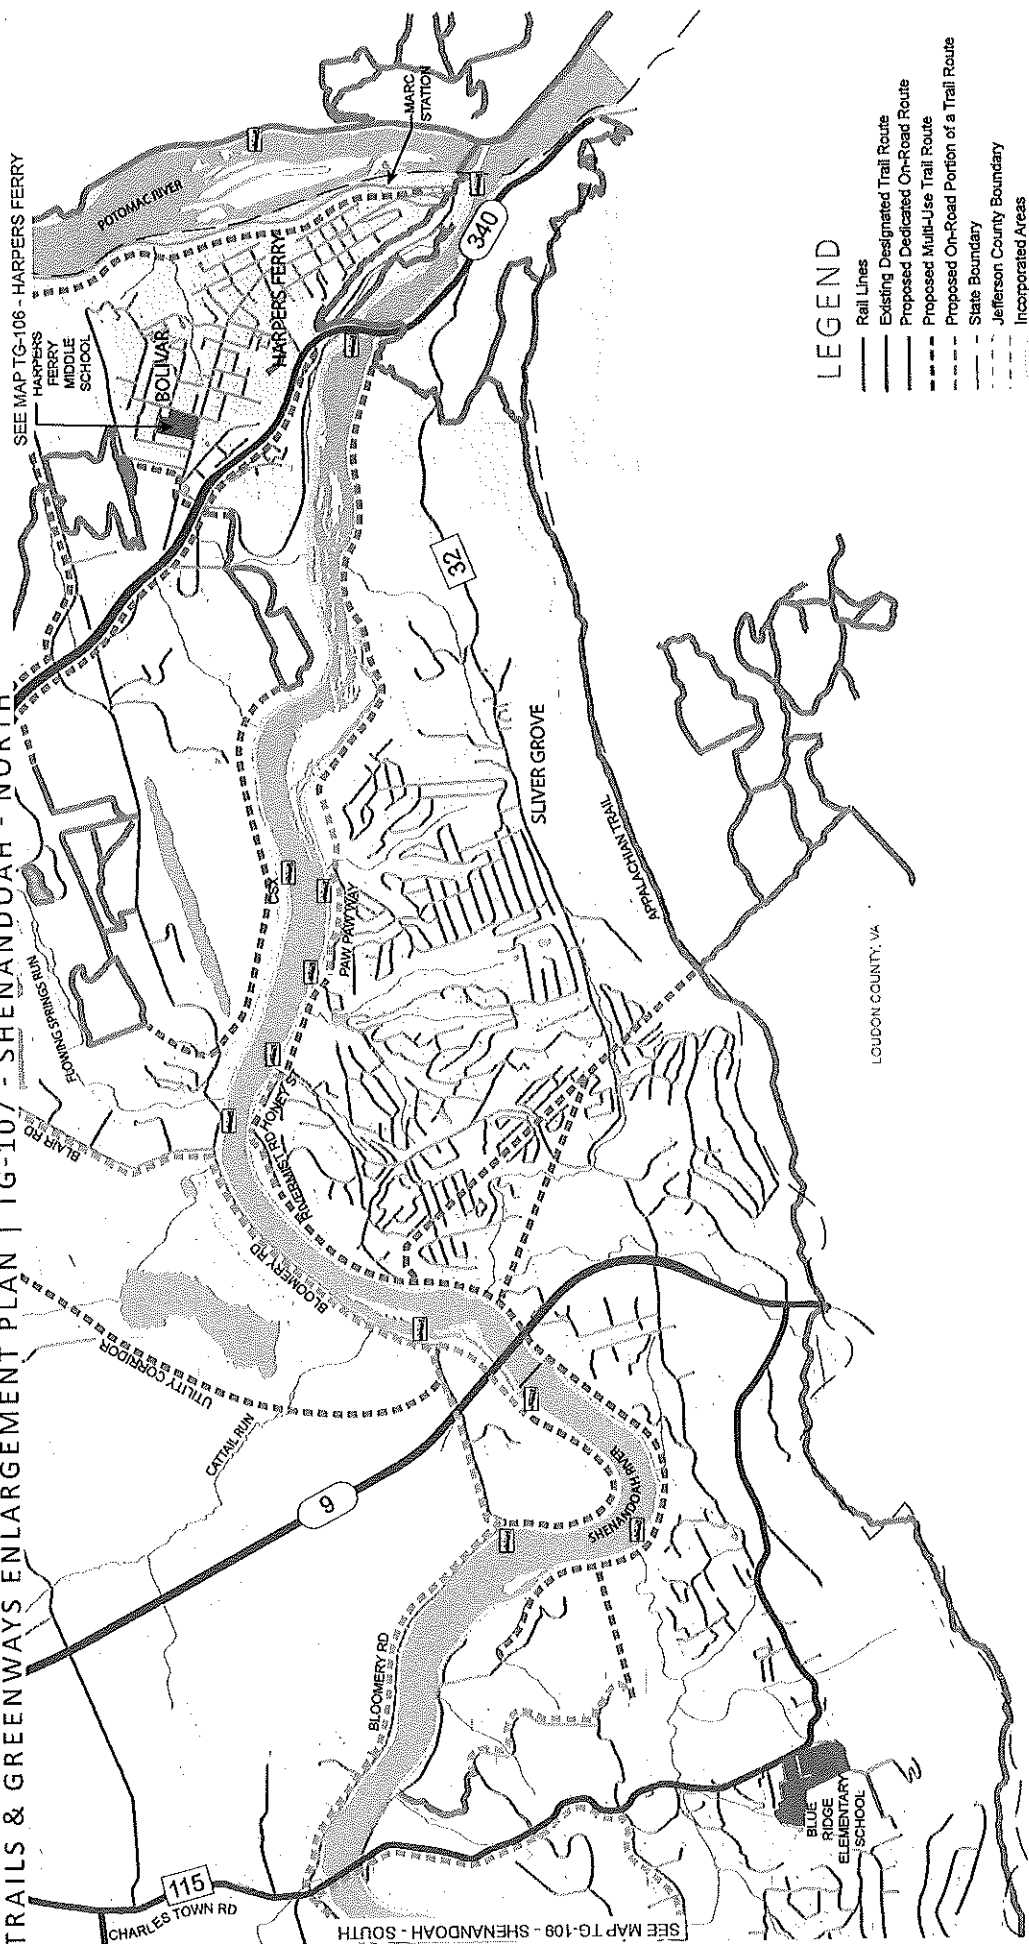 TRAILS & GREENWAYS ENLARGEMENT PLAN | TG-107 - SHENANDOAH - NORTH
SEE MAP TG-106 - HARPERS FERRY
HARPERS
FERRY
MIDDLE
SCHOOL
BOLIVAR
HARPERS FERRY
POTOMAC RIVER
MARC
STATION
340
32
SLIVER GROVE
APPALACHIAN TRAIL
LOUDON COUNTY, VA
FLOWING SPRINGS RUN
BLAIR RD
CSX
PAW PAW WAY
HONEY S
RIVERMIST RD
BLOOMERY RD
UTILITY CORRIDOR
CATTAIL RUN
9
SHENANDOAH RIVER
BLOOMERY RD
115
CHARLES TOWN RD
BLUE
RIDGE
ELEMENTARY
SCHOOL
SEE MAP TG-109 - SHENANDOAH - SOUTH
LEGEND
Rail Lines
Existing Designated Trail Route
Proposed Dedicated On-Road Route
Proposed Multi-Use Trail Route
Proposed On-Road Portion of a Trail Route
State Boundary
Jefferson County Boundary
Incorporated Areas